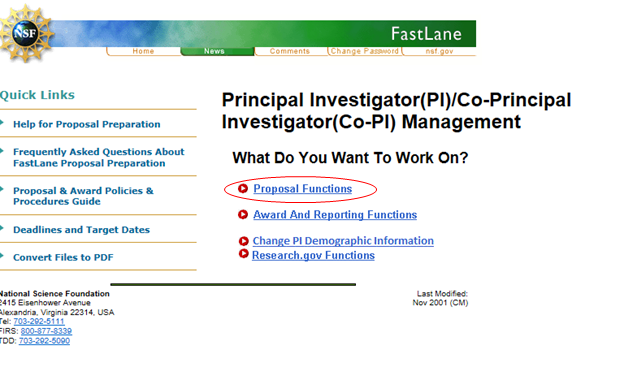 NSF
FastLane
Home News Comments Change Password nsf.gov
Quick Links
Help for Proposal Preparation
Frequently Asked Questions About
FastLane Proposal Preparation
Proposal & Award Policies &
Procedures Guide
Deadlines and Target Dates
Convert Files to PDF
Principal Investigator(PI)/Co-Principal
Investigator(Co-PI) Management
What Do You Want To Work On?
Proposal Functions
Award And Reporting Functions
Change PI Demographic Information
Research.gov Functions
National Science Foundation
2415 Eisenhower Avenue
Alexandria, Virginia 22314, USA
Tel: 703-292-5111
FIRS: 800-877-8339
TDD: 703-292-5090
Last Modified:
Nov 2001 (CM)